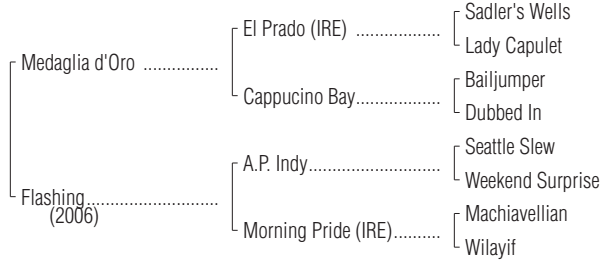 Sadler's Wells
El Prado (IRE) ..................
Lady Capulet
Medaglia d'Oro ................
Bailjumper
Cappucino Bay....................
Dubbed In
Seattle Slew
A.P. Indy...............................
Weekend Surprise
Flashing............................
(2006)
Machiavellian
Morning Pride (IRE)..........
Wilayif